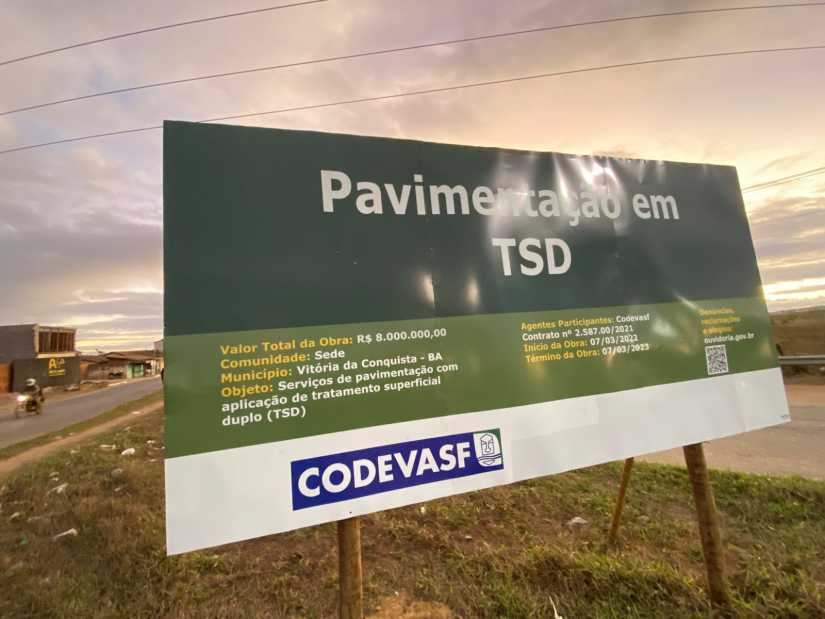 Pavimentação em
TSD
Valor Total da Obra: R$ 8.000.000,00
Comunidade: Sede
Município: Vitória da Conquista - BA
Objeto: Serviços de pavimentação com
aplicação de tratamento superficial
duplo (TSD)
Agentes Participantes: Codevasf
Contrato nº 2.587.00/2021
Início da Obra: 07/03/2022
Término da Obra: 07/03/2023
Denúncias,
reclamações
e elogios:
ouvidoria.gov.br
CODEVASF